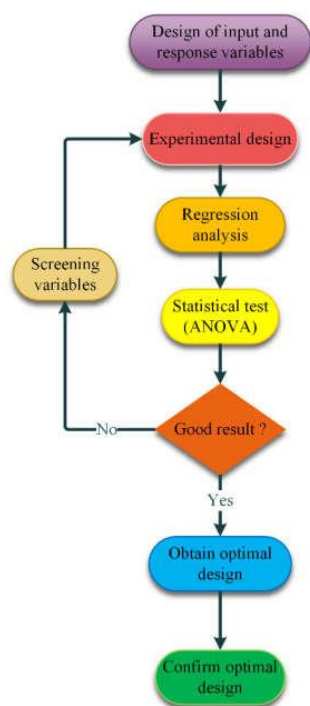 Design of input and
response variables
Experimental design
Regression
analysis
Screening
variables
Statistical test
(ANOVA)
Good result ?
No
Yes
Obtain optimal
design
Confirm optimal
design